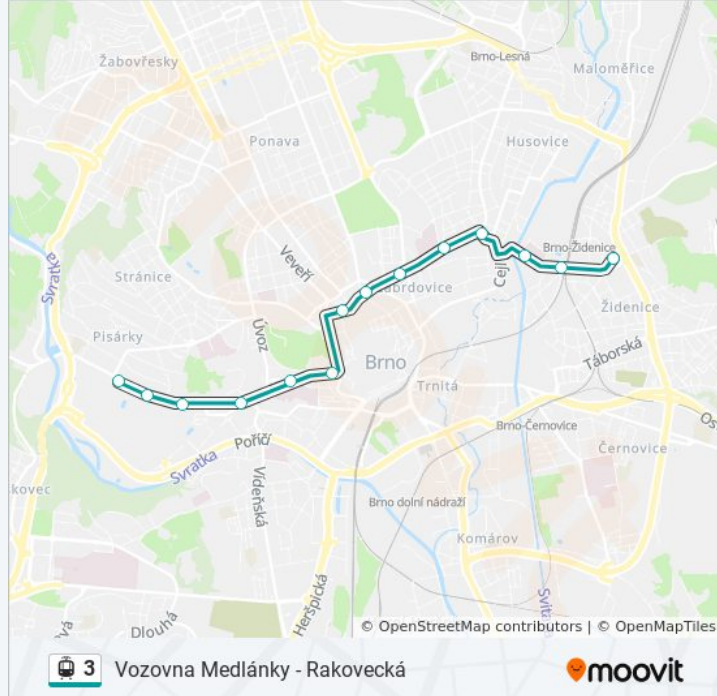 Žabovřesky
Brno-Lesná
Maloměřice
Ponava
Husovice
Veveří
Brno-Židenice
Svratka
Stránice
Cejl
Zábrdovice
Židenice
Pisárky
Úvoz
Brno
Táborská
Trnitá
Poříčí
Brno-Černovice
Svratka
Vídeňská
Černovice
Brno dolní nádraží
Komárov
Heršpická
Dlouhá
© OpenStreetMap contributors | © OpenMapTiles
3 Vozovna Medlánky - Rakovecká
moovit